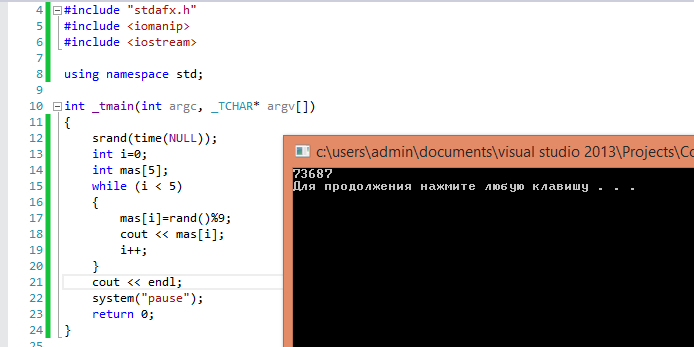 4 #include "stdafx.h"
5 #include <iomanip>
6 #include <iostream>
7
8 using namespace std;
9
10 int _tmain(int argc, _TCHAR* argv[])
11 {
12 srand(time(NULL));
13 int i=0;
14 int mas[5];
15 while (i < 5)
16 {
17 mas[i]=rand()%9;
18 cout << mas[i];
19 i++;
20 }
21 cout << endl;
22 system("pause");
23 return 0;
24 }
25
c:\users\admin\documents\visual studio 2013\Projects\Co
73687
Для продолжения нажмите любую клавишу . . .